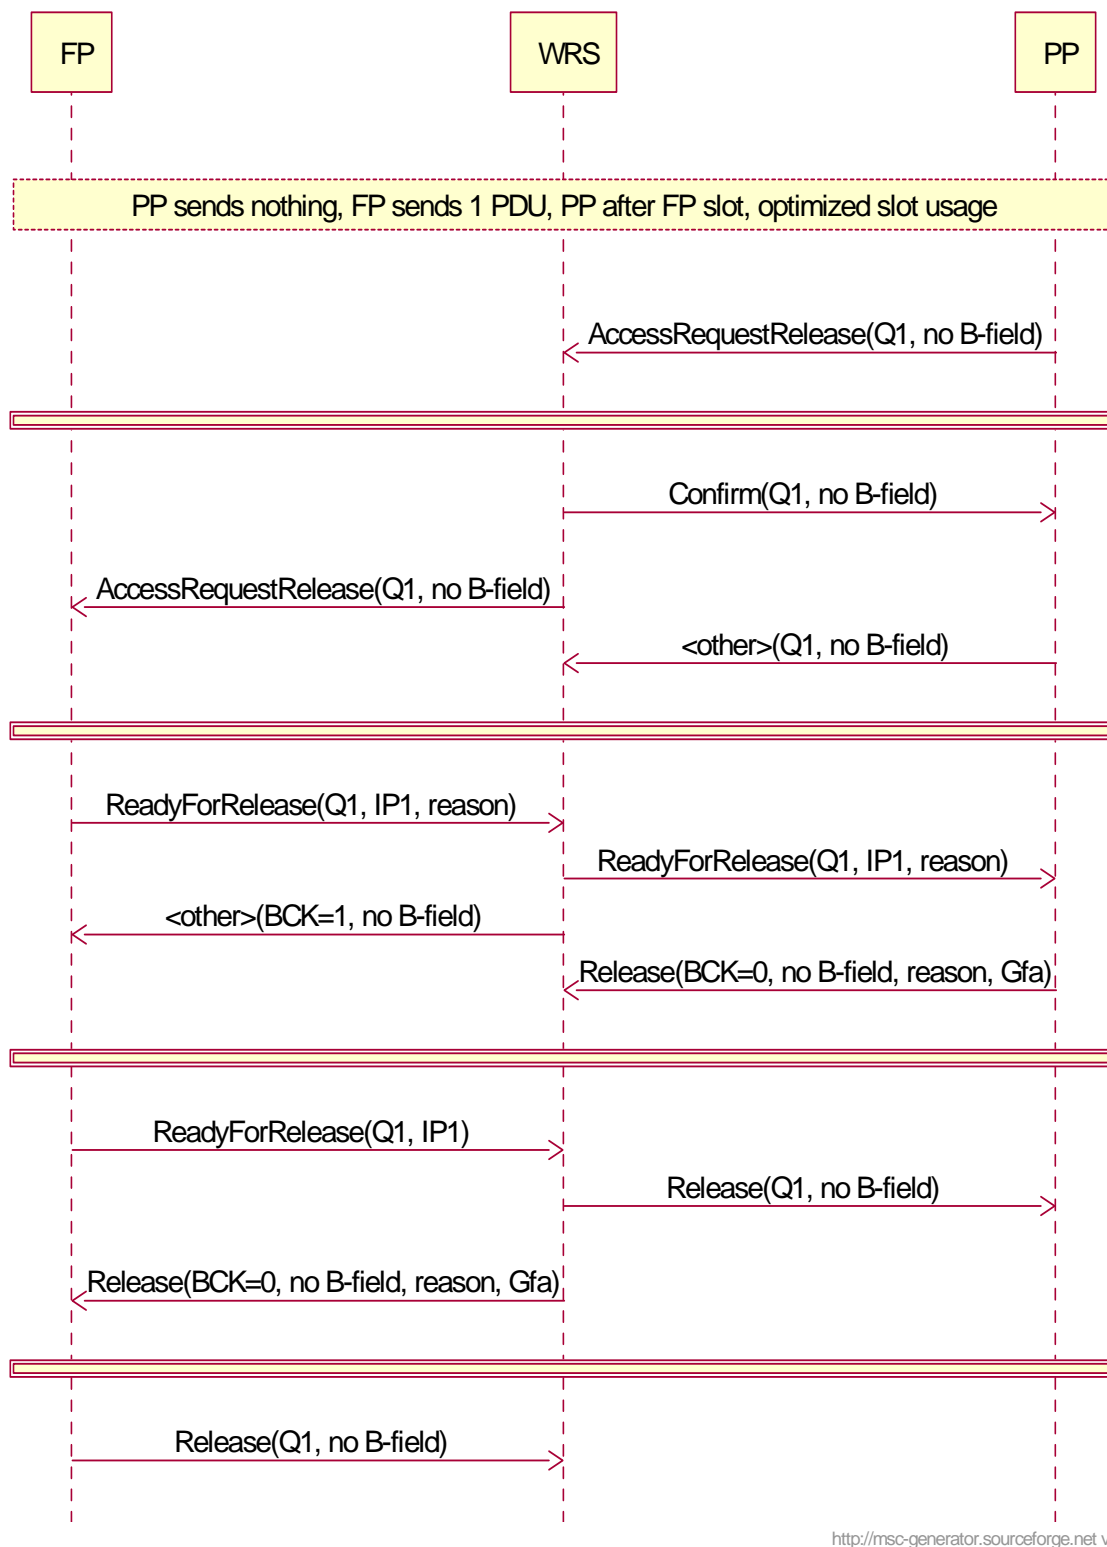 FP WRS PP
PP sends nothing, FP sends 1 PDU, PP after FP slot, optimized slot usage
AccessRequestRelease(Q1, no B-field)
Confirm(Q1, no B-field)
AccessRequestRelease(Q1, no B-field)
<other>(Q1, no B-field)
ReadyForRelease(Q1, IP1, reason)
ReadyForRelease(Q1, IP1, reason)
<other>(BCK=1, no B-field)
Release(BCK=0, no B-field, reason, Gfa)
ReadyForRelease(Q1, IP1)
Release(Q1, no B-field)
Release(BCK=0, no B-field, reason, Gfa)
Release(Q1, no B-field)
http://msc-generator.sourceforge.net v